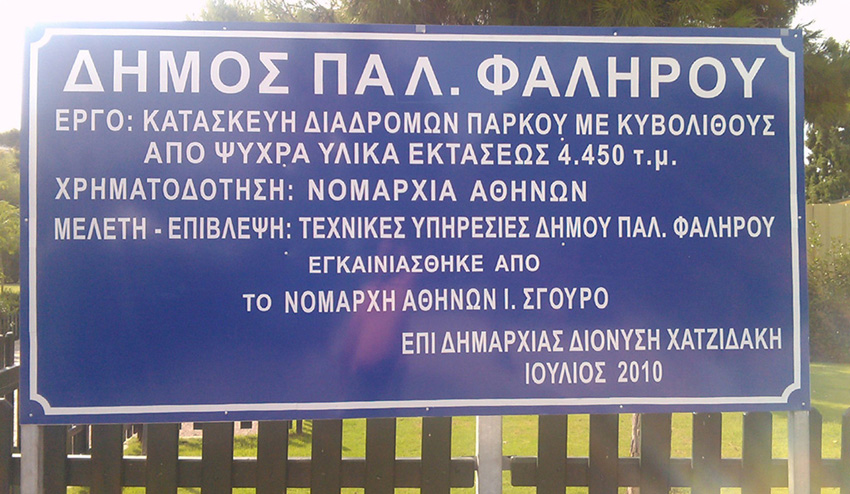 ΔΗΜΟΣ ΠΑΛ. ΦΑΛΗΡΟΥ
ΕΡΓΟ: ΚΑΤΑΣΚΕΥΗ ΔΙΑΔΡΟΜΩΝ ΠΑΡΚΟΥ ΜΕ ΚΥΒΟΛΙΘΟΥΣ
ΑΠΟ ΨΥΧΡΑ ΥΛΙΚΑ ΕΚΤΑΣΕΩΣ 4.450 τ.μ.
ΧΡΗΜΑΤΟΔΟΤΗΣΗ: ΝΟΜΑΡΧΙΑ ΑΘΗΝΩΝ
ΜΕΛΕΤΗ - ΕΠΙΒΛΕΨΗ: ΤΕΧΝΙΚΕΣ ΥΠΗΡΕΣΙΕΣ ΔΗΜΟΥ ΠΑΛ. ΦΑΛΗΡΟΥ
ΕΓΚΑΙΝΙΑΣΘΗΚΕ ΑΠΟ
ΤΟ ΝΟΜΑΡΧΗ ΑΘΗΝΩΝ Ι. ΣΓΟΥΡΟ
ΕΠΙ ΔΗΜΑΡΧΙΑΣ ΔΙΟΝΥΣΗ ΧΑΤΖΙΔΑΚΗ
ΙΟΥΛΙΟΣ 2010